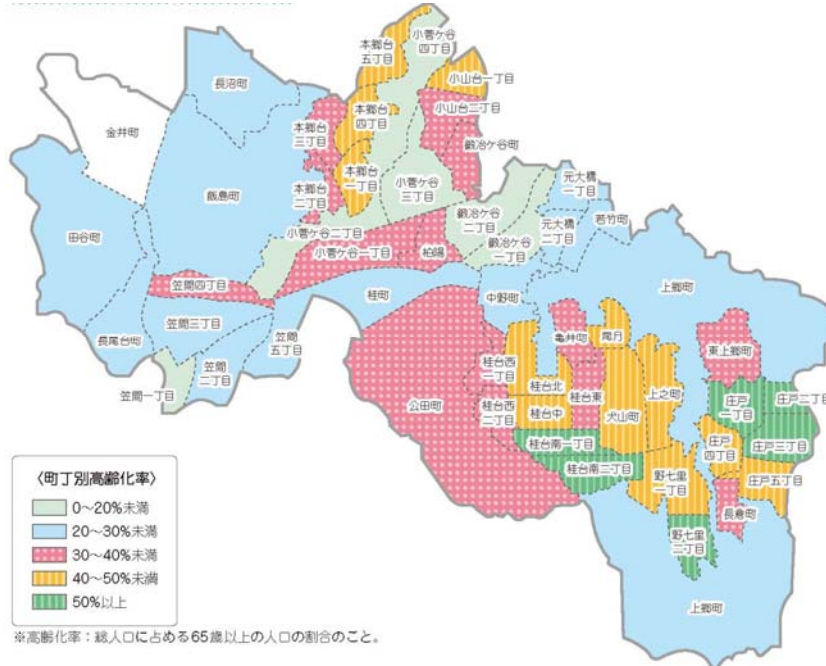 小菅ケ谷
四丁目
本郷台
五丁目
長沼町
小山台一丁目
金井町
本郷台
四丁目
小山台二丁目
本郷台
三丁目
鍛冶ケ谷町
本郷台
一丁目
元大橋
一丁目
飯島町
小菅ケ谷
三丁目
本郷台
二丁目
鍛冶ケ谷
二丁目
元大橋
二丁目
若竹町
田谷町
小菅ケ谷二丁目
小菅ケ谷一丁目
柏陽
鍛冶ケ谷
一丁目
笠間四丁目
桂町
中野町
上郷町
笠間三丁目
長尾台町
笠間
五丁目
亀井町
尾月
東上郷町
笠間
二丁目
笠間一丁目
桂台西
一丁目
桂台北
桂台東
上之町
公田町
桂台西
二丁目
桂台中
犬山町
庄戸
一丁目
庄戸二丁目
桂台南一丁目
庄戸
四丁目
庄戸三丁目
桂台南二丁目
野七里
一丁目
庄戸五丁目
長倉町
野七里
二丁目
上郷町
〈町丁別高齢化率〉
0～20%未満
20～30%未満
30～40%未満
40～50%未満
50%以上
※高齢化率：総人口に占める65歳以上の人口の割合のこと。